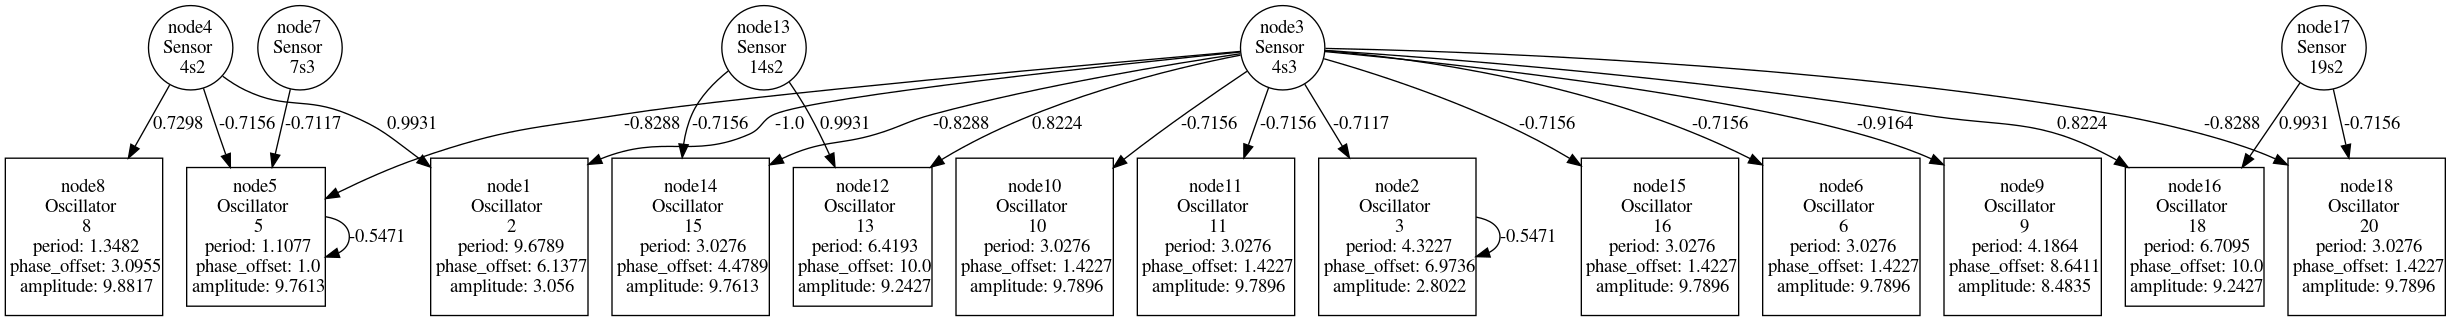 node4
Sensor
4s2
node7
Sensor
7s3
node13
Sensor
14s2
node3
Sensor
4s3
node17
Sensor
19s2
0.7298
-0.7156
-0.7117
0.9931
-0.8288
-0.7156
-1.0
0.9931
-0.8288
0.8224
-0.7156
-0.7156
-0.7117
-0.7156
-0.7156
-0.9164
0.8224
-0.8288
0.9931
-0.7156
node8
Oscillator
8
period: 1.3482
phase_offset: 3.0955
amplitude: 9.8817
node5
Oscillator
5
period: 1.1077
phase_offset: 1.0
amplitude: 9.7613
-0.5471
node1
Oscillator
2
period: 9.6789
phase_offset: 6.1377
amplitude: 3.056
node14
Oscillator
15
period: 3.0276
phase_offset: 4.4789
amplitude: 9.7613
node12
Oscillator
13
period: 6.4193
phase_offset: 10.0
amplitude: 9.2427
node10
Oscillator
10
period: 3.0276
phase_offset: 1.4227
amplitude: 9.7896
node11
Oscillator
11
period: 3.0276
phase_offset: 1.4227
amplitude: 9.7896
node2
Oscillator
3
period: 4.3227
phase_offset: 6.9736
amplitude: 2.8022
-0.5471
node15
Oscillator
16
period: 3.0276
phase_offset: 1.4227
amplitude: 9.7896
node6
Oscillator
6
period: 3.0276
phase_offset: 1.4227
amplitude: 9.7896
node9
Oscillator
9
period: 4.1864
phase_offset: 8.6411
amplitude: 8.4835
node16
Oscillator
18
period: 6.7095
phase_offset: 10.0
amplitude: 9.2427
node18
Oscillator
20
period: 3.0276
phase_offset: 1.4227
amplitude: 9.7896